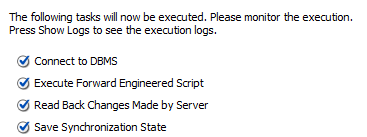 The following tasks will now be executed. Please monitor the execution.
Press Show Logs to see the execution logs.
Connect to DBMS
Execute Forward Engineered Script
Read Back Changes Made by Server
Save Synchronization State